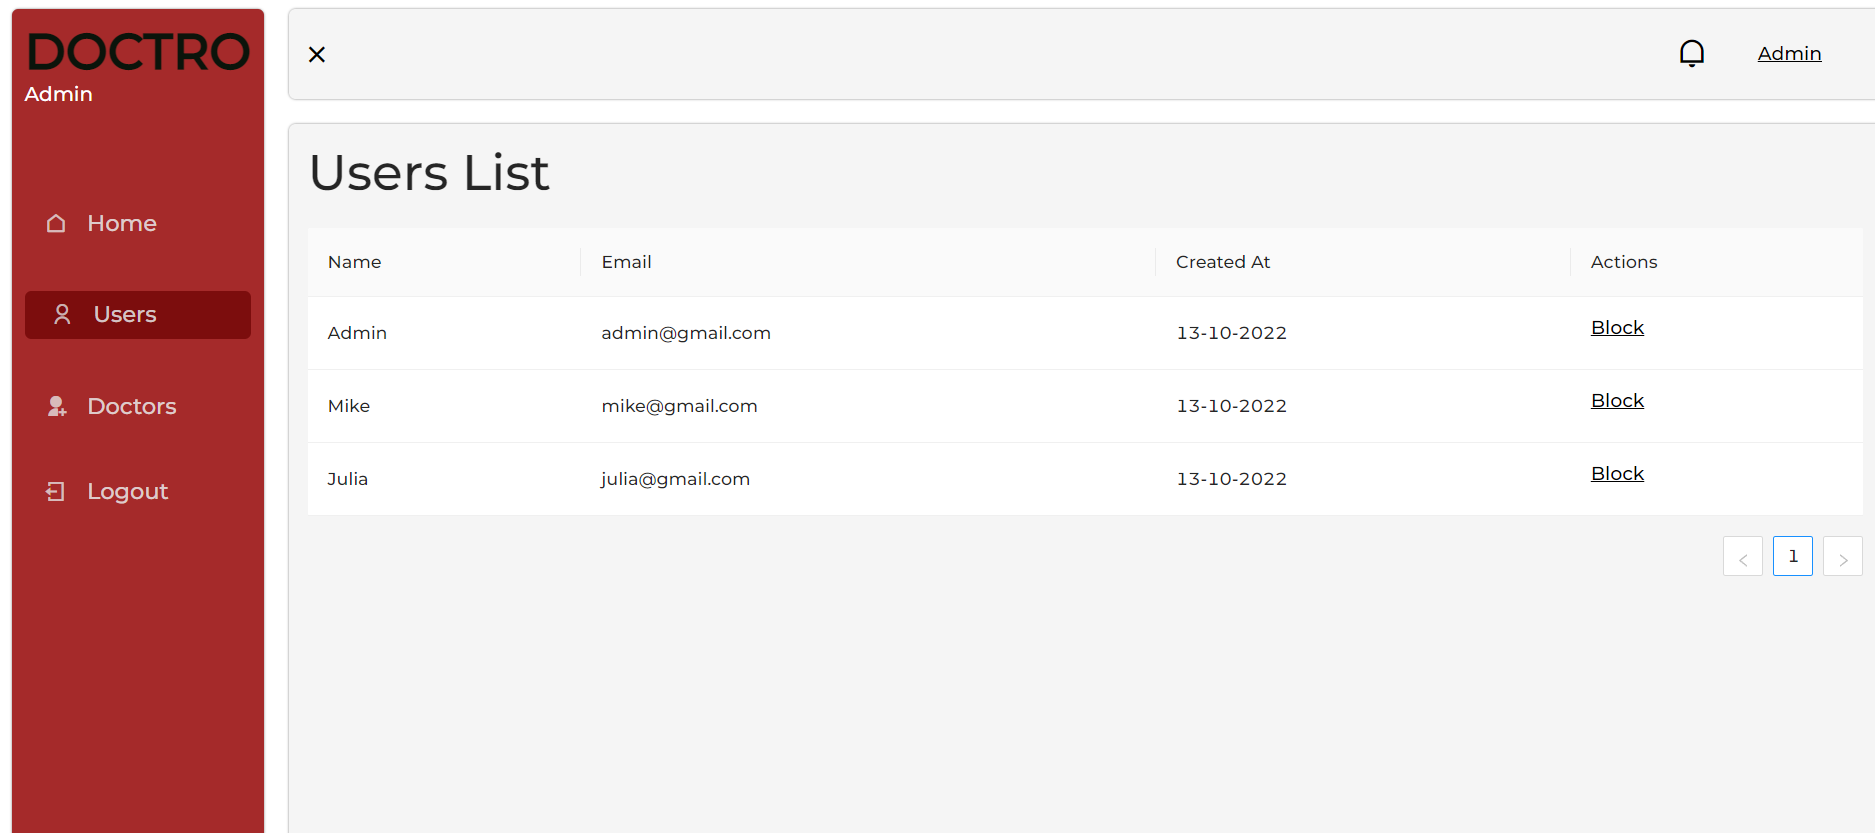 DOCTRO
Admin
Home
Users
Doctors
Logout
Admin
Users List
Name Email Created At Actions
Admin admin@gmail.com 13-10-2022 Block
Mike mike@gmail.com 13-10-2022 Block
Julia julia@gmail.com 13-10-2022 Block
1